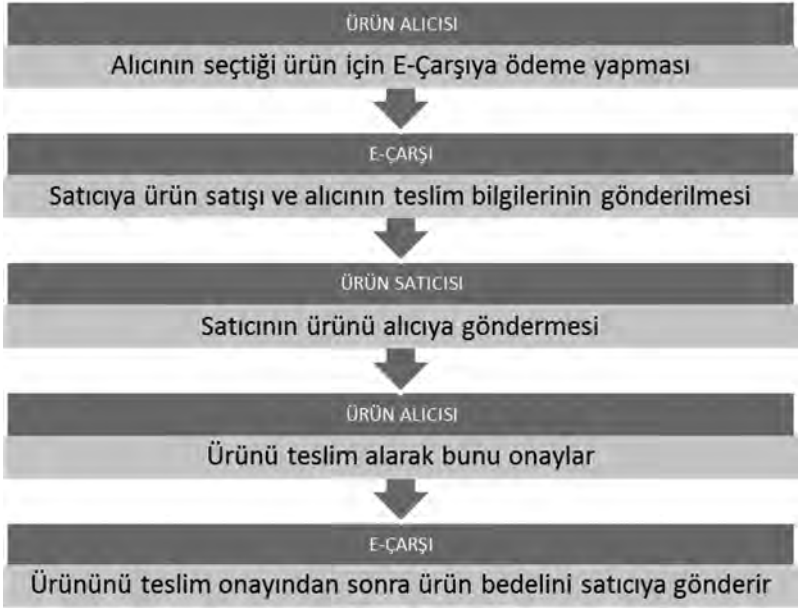 ÜRÜN ALICISI
Alıcının seçtiği ürün için E-Çarşıya ödeme yapması
E-ÇARŞI
Satıcıya ürün satışı ve alıcının teslim bilgilerinin gönderilmesi
ÜRÜN SATICISI
Satıcının ürünü alıcıya göndermesi
ÜRÜN ALICISI
Ürünü teslim alarak bunu onaylar
E-ÇARŞI
Ürününü teslim onayından sonra ürün bedelini satıcıya gönderir